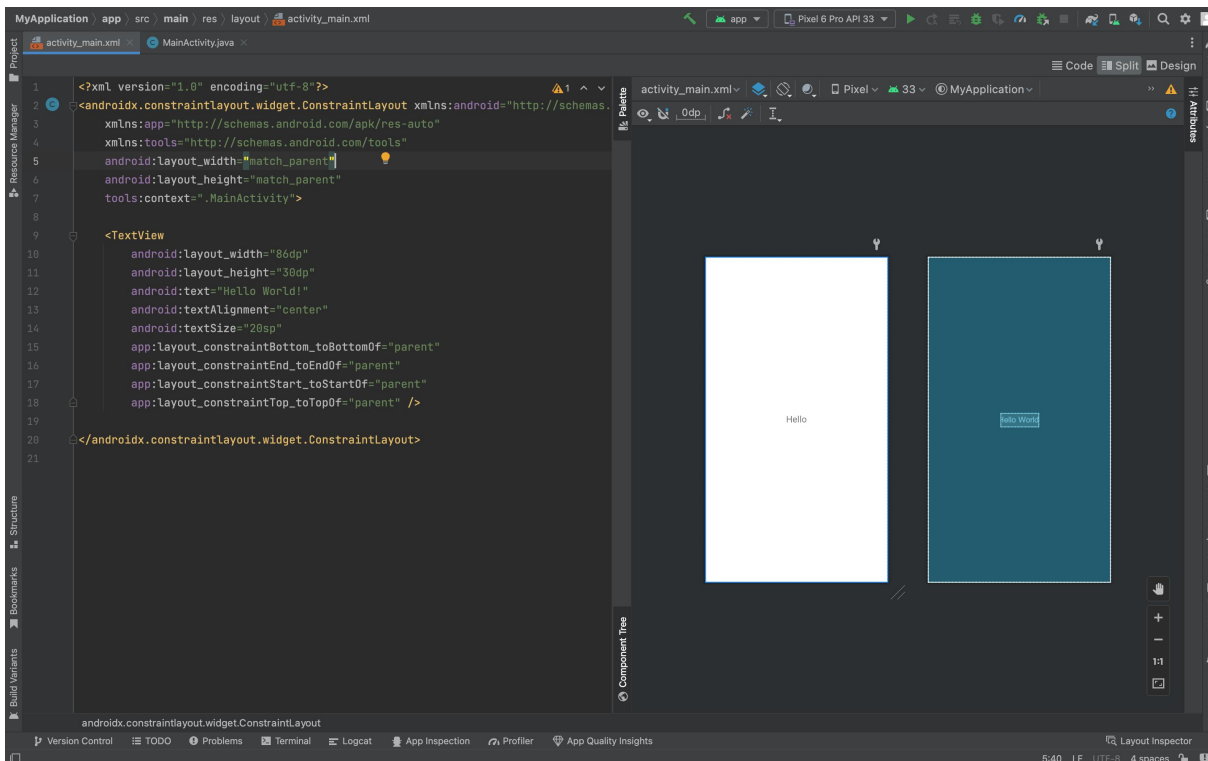 MyApplication app src main res layout activity_main.xml
app Pixel 6 Pro API 33
activity_main.xml MainActivity.java
Code Split Design
Project
Resource Manager
Structure
Bookmarks
Build Variants
1 <?xml version="1.0" encoding="utf-8"?> 1
2 <androidx.constraintlayout.widget.ConstraintLayout xmlns:android="http://schemas.
3 xmlns:app="http://schemas.android.com/apk/res-auto"
4 xmlns:tools="http://schemas.android.com/tools"
5 android:layout_width="match_parent"
6 android:layout_height="match_parent"
7 tools:context=".MainActivity">
8
9 <TextView
10 android:layout_width="86dp"
11 android:layout_height="30dp"
12 android:text="Hello World!"
13 android:textAlignment="center"
14 android:textSize="20sp"
15 app:layout_constraintBottom_toBottomOf="parent"
16 app:layout_constraintEnd_toEndOf="parent"
17 app:layout_constraintStart_toStartOf="parent"
18 app:layout_constraintTop_toTopOf="parent" />
19
20 </androidx.constraintlayout.widget.ConstraintLayout>
21
Palette
Component Tree
activity_main.xml Pixel 33 MyApplication
0dp
Attributes
Hello
Hello World
1:1
androidx.constraintlayout.widget.ConstraintLayout
Version Control TODO Problems Terminal Logcat App Inspection Profiler App Quality Insights Layout Inspector
5:40 LF UTF-8 4 spaces